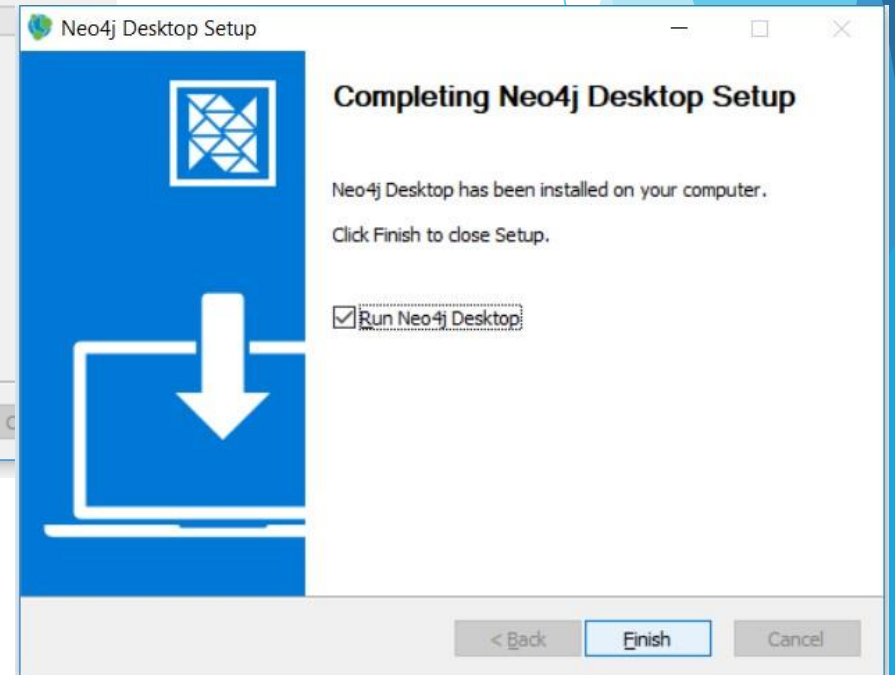 Neo4j Desktop Setup
Completing Neo4j Desktop Setup
Neo4j Desktop has been installed on your computer.
Click Finish to close Setup.
Run Neo4j Desktop
< Back Finish Cancel